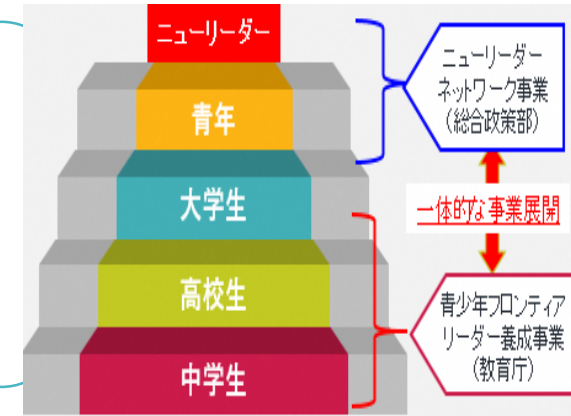 ニューリーダー
青年
大学生
高校生
中学生
ニューリーダー
ネットワーク事業
（総合政策部）
一体的な事業展開
青少年フロンティア
リーダー養成事業
（教育庁）